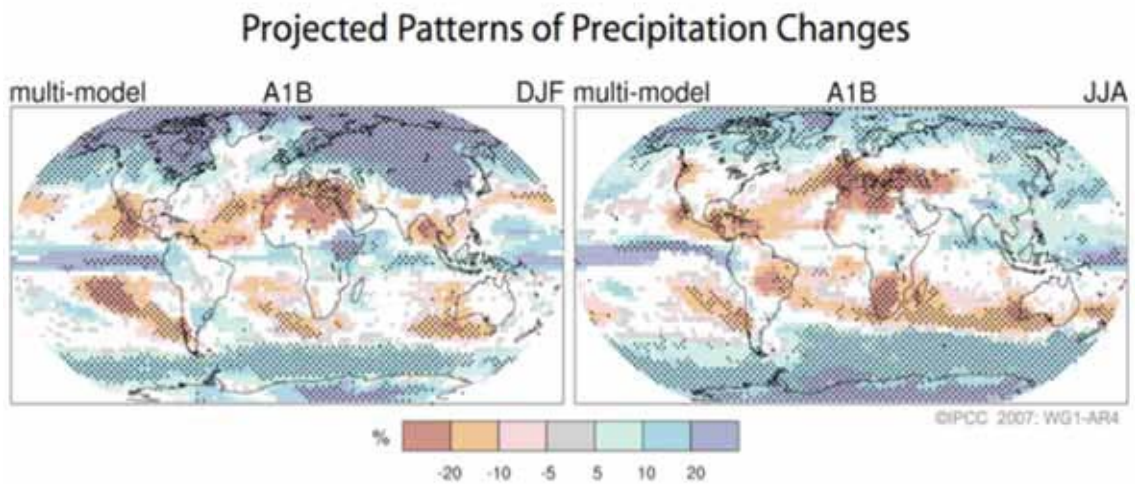 Projected Patterns of Precipitation Changes
multi-model A1B DJF multi-model A1B JJA
©IPCC 2007: WG1-AR4
%
-20 -10 -5 5 10 20